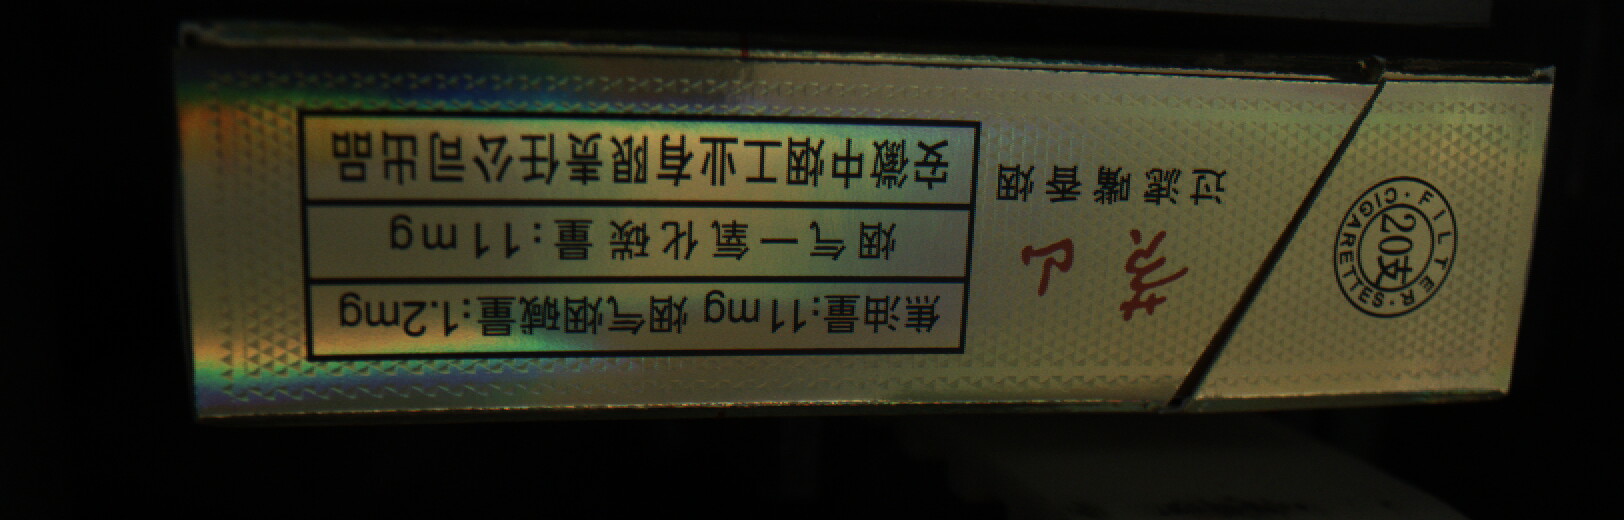 ·FILTER·CIGARETTES
20支
黄山
过滤嘴香烟
焦油量:11mg 烟气烟碱量:1.2mg
烟气一氧化碳量:11mg
安徽中烟工业有限责任公司出品